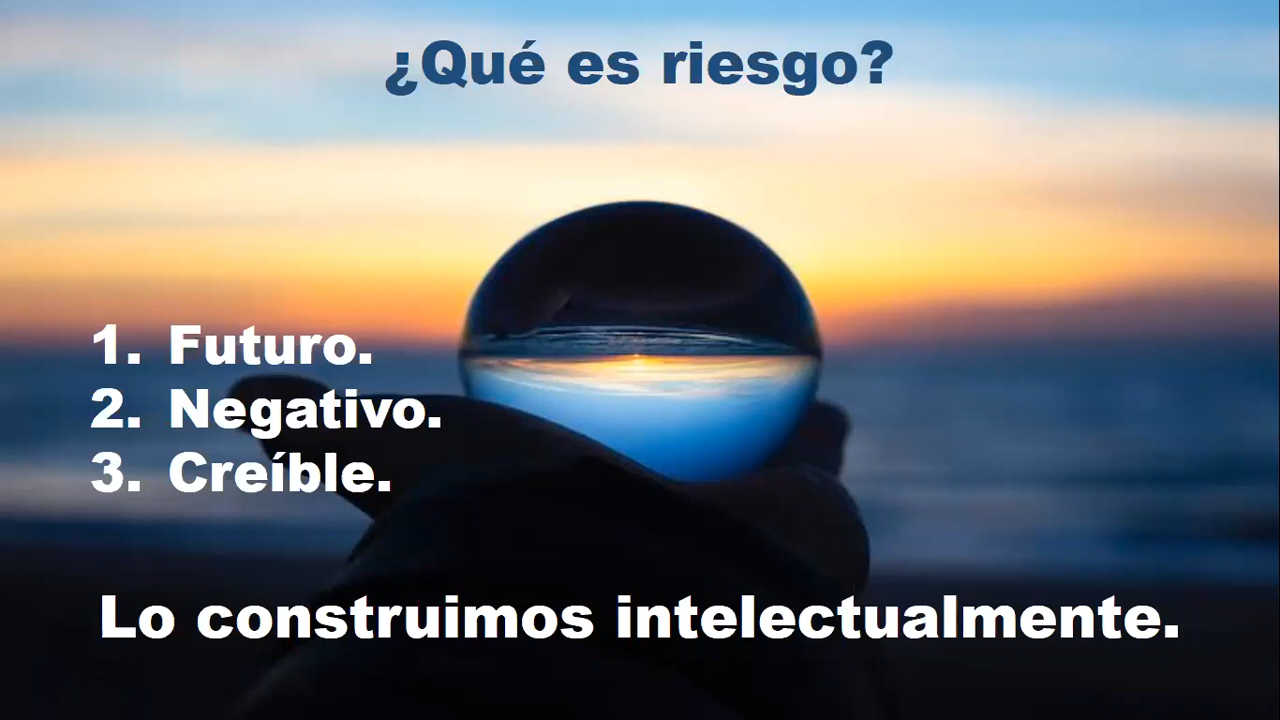 ¿Qué es riesgo?
1. Futuro.
2. Negativo.
3. Creíble.
Lo construimos intelectualmente.